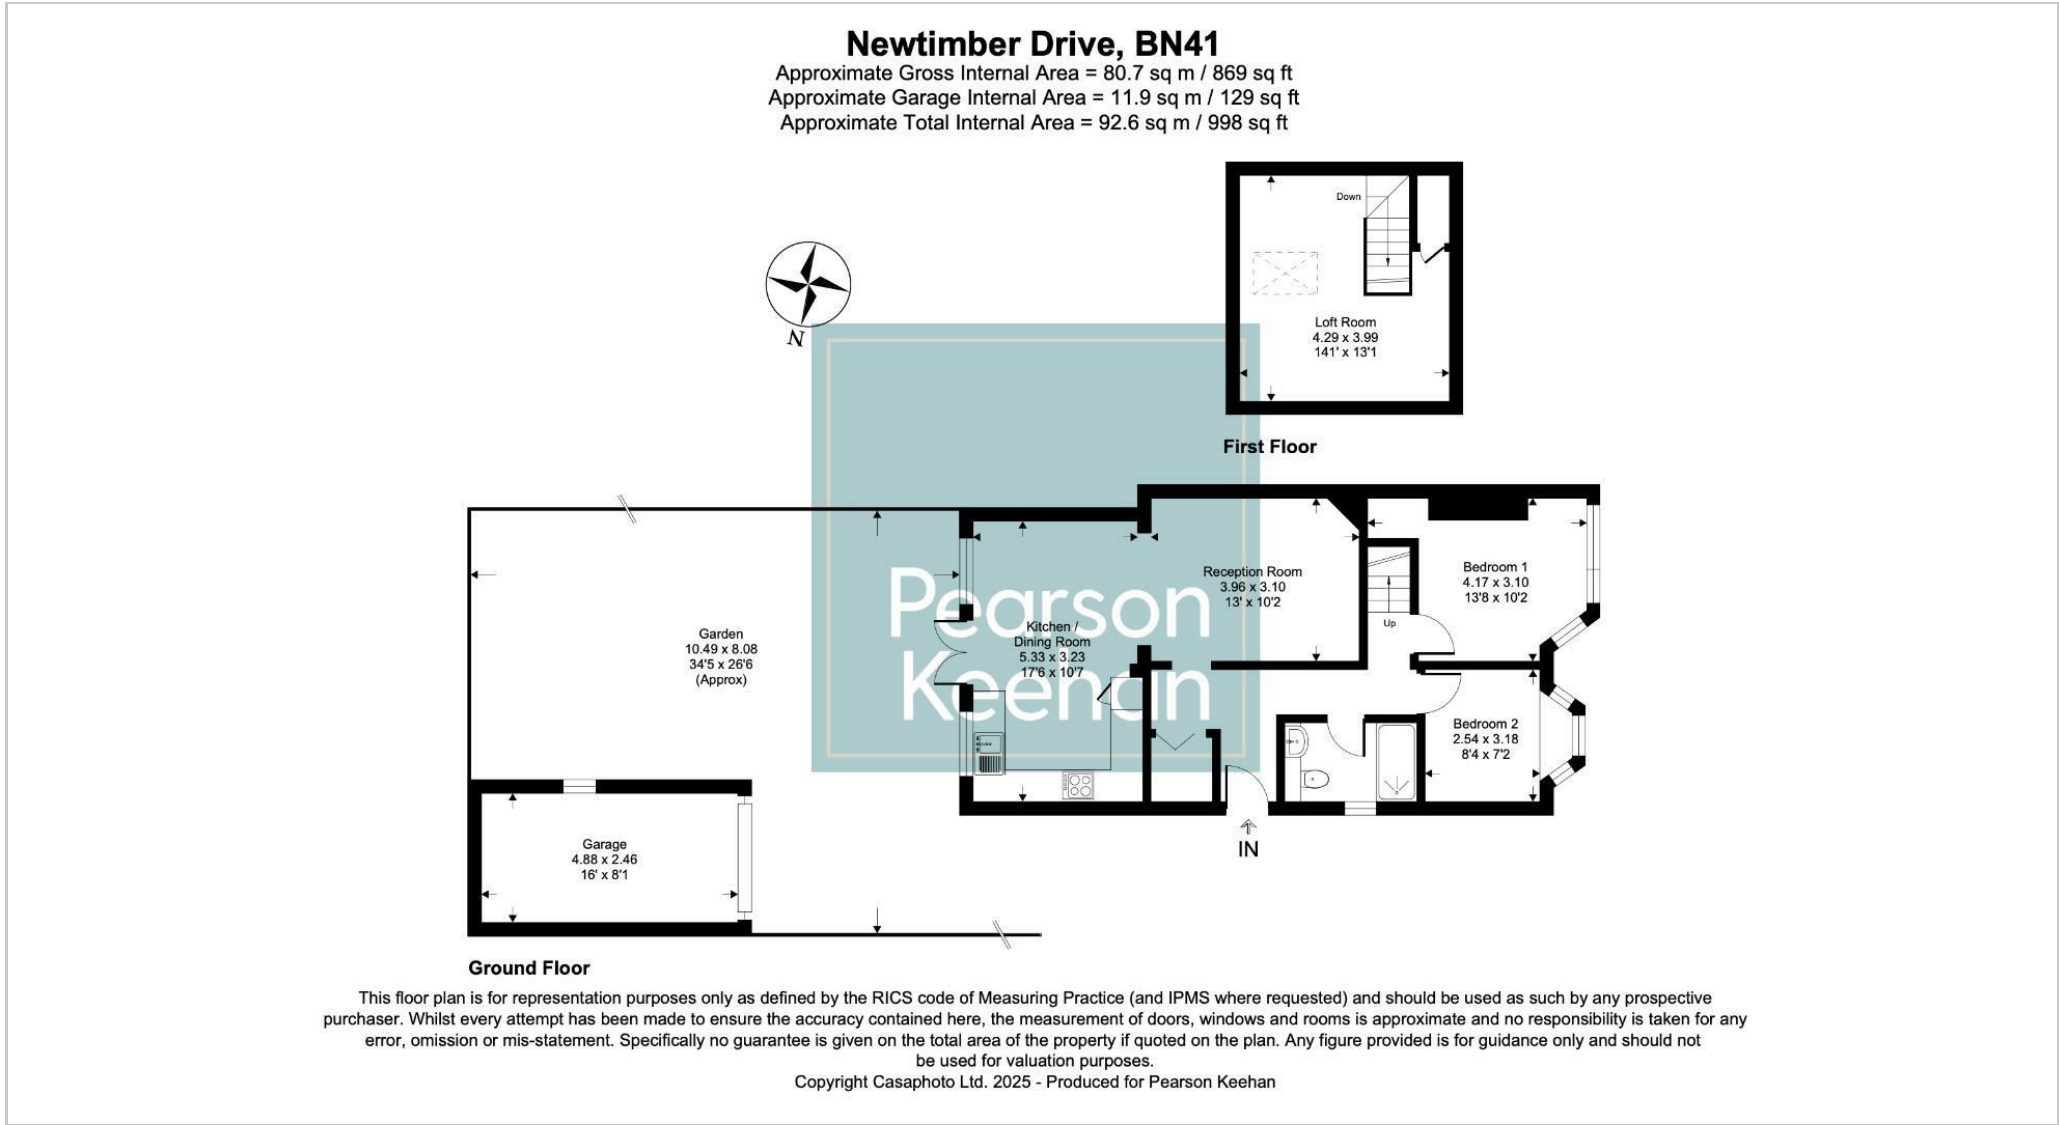 Newtimber Drive, BN41
Approximate Gross Internal Area = 80.7 sq m / 869 sq ft
Approximate Garage Internal Area = 11.9 sq m / 129 sq ft
Approximate Total Internal Area = 92.6 sq m / 998 sq ft
Down
Loft Room
4.29 x 3.99
141' x 13'1
First Floor
N
Pearson
Keehan
Reception Room
3.96 x 3.10
13' x 10'2
Bedroom 1
4.17 x 3.10
13'8 x 10'2
Up
Kitchen /
Dining Room
5.33 x 3.23
17'6 x 10'7
Garden
10.49 x 8.08
34'5 x 26'6
(Approx)
Bedroom 2
2.54 x 3.18
8'4 x 7'2
Garage
4.88 x 2.46
16' x 8'1
IN
Ground Floor
This floor plan is for representation purposes only as defined by the RICS code of Measuring Practice (and IPMS where requested) and should be used as such by any prospective
purchaser. Whilst every attempt has been made to ensure the accuracy contained here, the measurement of doors, windows and rooms is approximate and no responsibility is taken for any
error, omission or mis-statement. Specifically no guarantee is given on the total area of the property if quoted on the plan. Any figure provided is for guidance only and should not
be used for valuation purposes.
Copyright Casaphoto Ltd. 2025 - Produced for Pearson Keehan